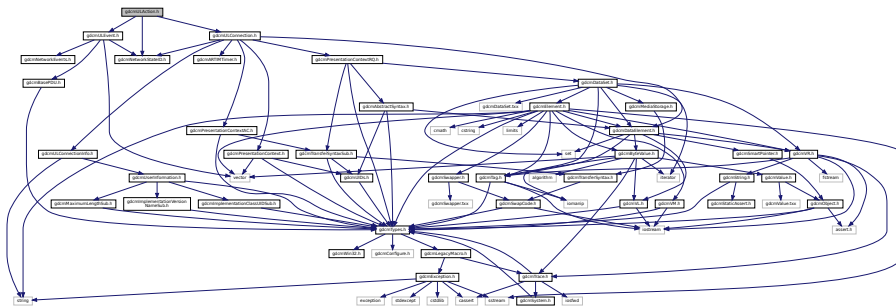 gdcmULAction.h
gdcmULEvent.h
gdcmULConnection.h
gdcmNetworkEvents.h
gdcmNetworkStateID.h
gdcmARTIMTimer.h
gdcmPresentationContextRQ.h
gdcmBasePDU.h
gdcmDataSet.h
gdcmAbstractSyntax.h
gdcmDataSet.txx
gdcmElement.h
gdcmMediaStorage.h
gdcmPresentationContextAC.h
cmath
cstring
limits
gdcmDataElement.h
gdcmULConnectionInfo.h
gdcmPresentationContext.h
gdcmTransferSyntaxSub.h
set
gdcmByteValue.h
gdcmSmartPointer.h
gdcmVR.h
gdcmUserInformation.h
vector
gdcmUIDs.h
gdcmSwapper.h
gdcmTag.h
algorithm
gdcmTransferSyntax.h
iterator
gdcmString.h
gdcmValue.h
fstream
gdcmMaximumLengthSub.h
gdcmImplementationVersion
NameSub.h
gdcmImplementationClassUIDSub.h
gdcmSwapper.txx
gdcmSwapCode.h
iomanip
gdcmVL.h
gdcmVM.h
gdcmStaticAssert.h
gdcmValue.txx
gdcmObject.h
gdcmTypes.h
iostream
assert.h
gdcmWin32.h
gdcmConfigure.h
gdcmLegacyMacro.h
gdcmException.h
gdcmTrace.h
string
exception
stdexcept
cstdlib
cassert
sstream
gdcmSystem.h
iosfwd